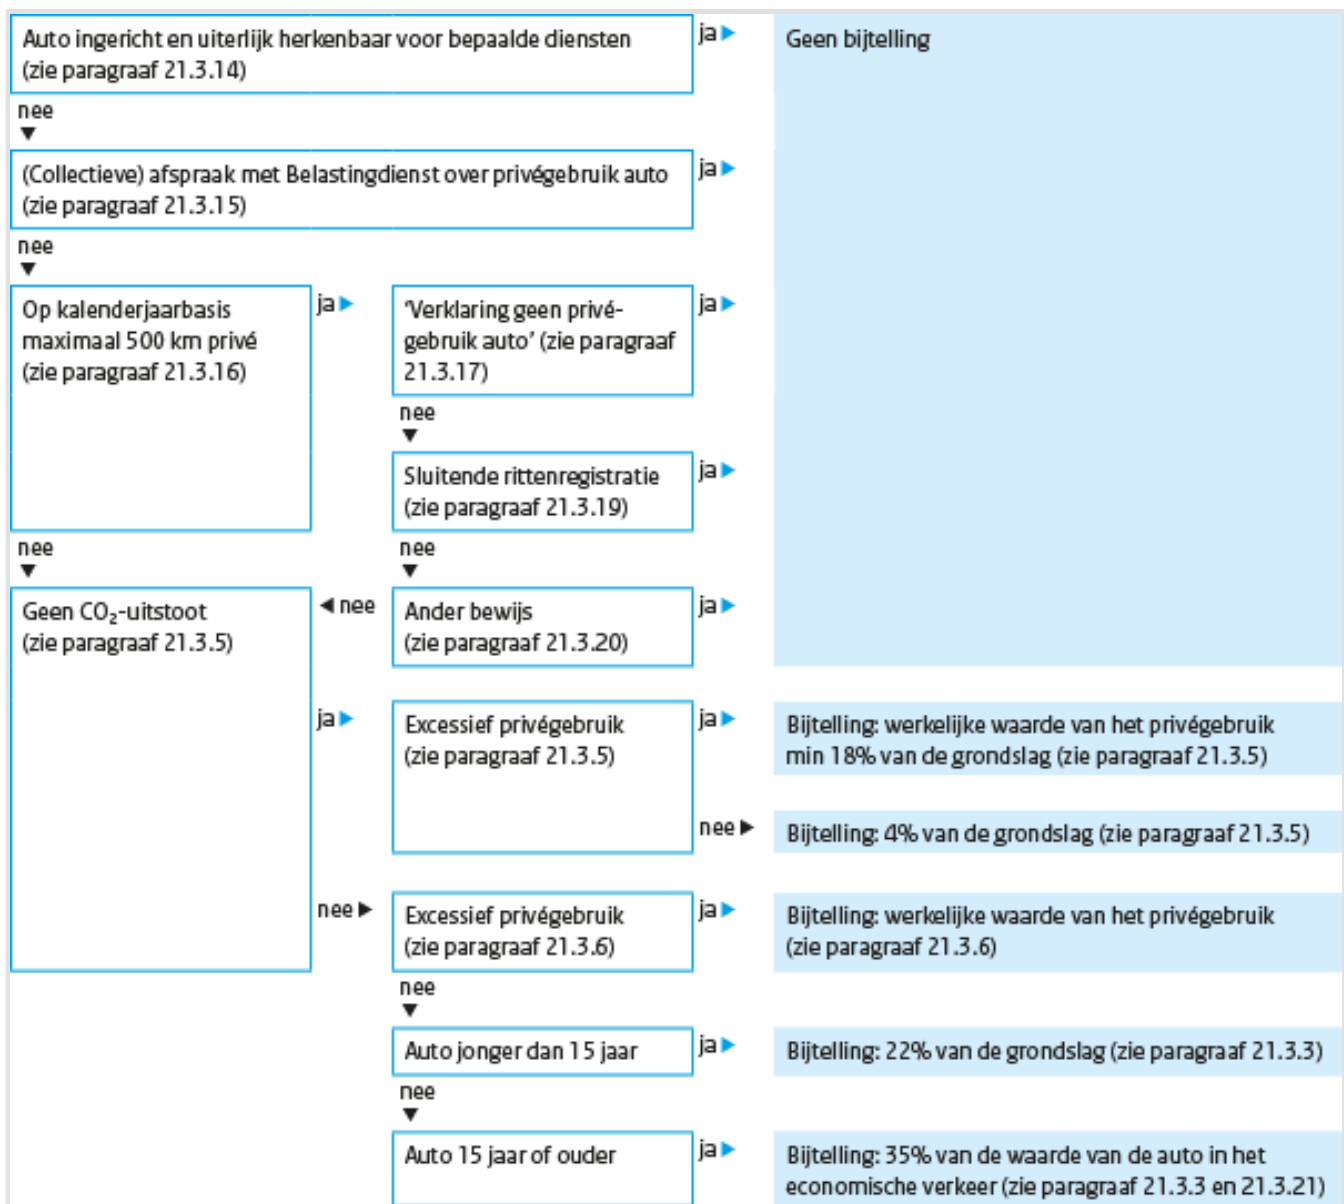 Auto ingericht en uiterlijk herkenbaar voor bepaalde diensten
(zie paragraaf 21.3.14)
ja
Geen bijtelling
nee
(Collectieve) afspraak met Belastingdienst over privégebruik auto
(zie paragraaf 21.3.15)
ja
nee
Op kalenderjaarbasis
maximaal 500 km privé
(zie paragraaf 21.3.16)
ja
‘Verklaring geen privé-
gebruik auto’ (zie paragraaf
21.3.17)
ja
nee
Sluitende rittenregistratie
(zie paragraaf 21.3.19)
ja
nee
nee
Geen CO₂-uitstoot
(zie paragraaf 21.3.5)
nee
Ander bewijs
(zie paragraaf 21.3.20)
ja
ja
Excessief privégebruik
(zie paragraaf 21.3.5)
ja
Bijtelling: werkelijke waarde van het privégebruik
min 18% van de grondslag (zie paragraaf 21.3.5)
nee
Bijtelling: 4% van de grondslag (zie paragraaf 21.3.5)
nee
Excessief privégebruik
(zie paragraaf 21.3.6)
ja
Bijtelling: werkelijke waarde van het privégebruik
(zie paragraaf 21.3.6)
nee
Auto jonger dan 15 jaar
ja
Bijtelling: 22% van de grondslag (zie paragraaf 21.3.3)
nee
Auto 15 jaar of ouder
ja
Bijtelling: 35% van de waarde van de auto in het
economische verkeer (zie paragraaf 21.3.3 en 21.3.21)